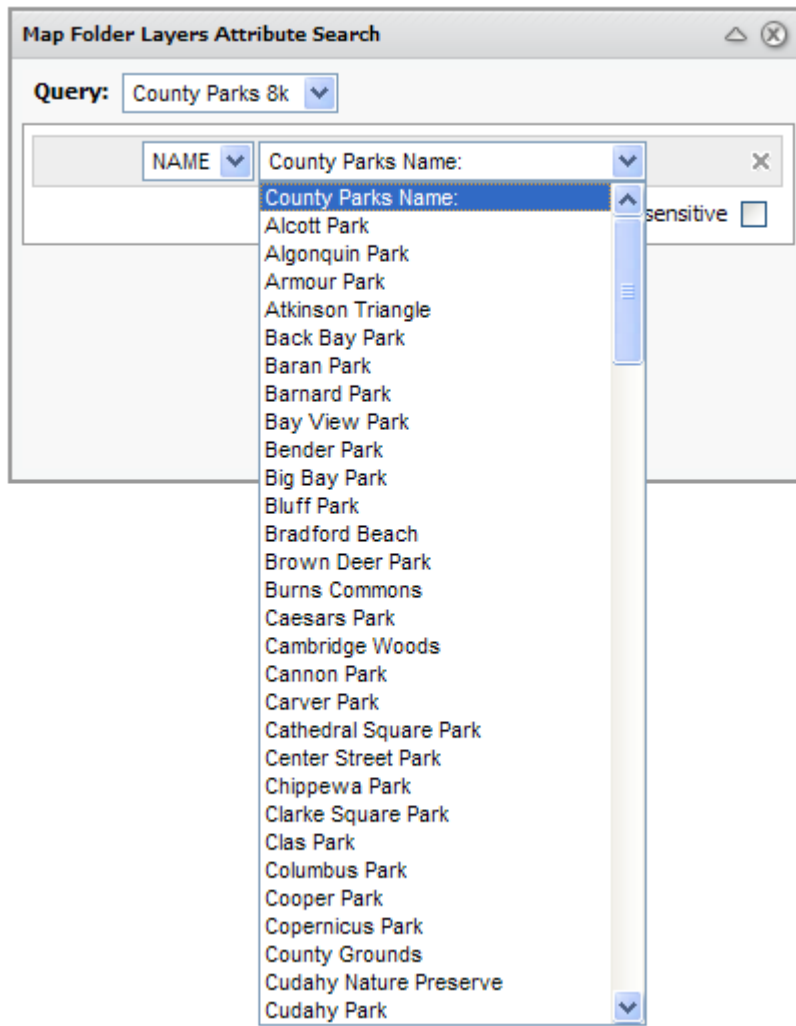 Map Folder Layers Attribute Search
Query: County Parks 8k
NAME County Parks Name:
County Parks Name:
sensitive
Alcott Park
Algonquin Park
Armour Park
Atkinson Triangle
Back Bay Park
Baran Park
Barnard Park
Bay View Park
Bender Park
Big Bay Park
Bluff Park
Bradford Beach
Brown Deer Park
Burns Commons
Caesars Park
Cambridge Woods
Cannon Park
Carver Park
Cathedral Square Park
Center Street Park
Chippewa Park
Clarke Square Park
Clas Park
Columbus Park
Cooper Park
Copernicus Park
County Grounds
Cudahy Nature Preserve
Cudahy Park